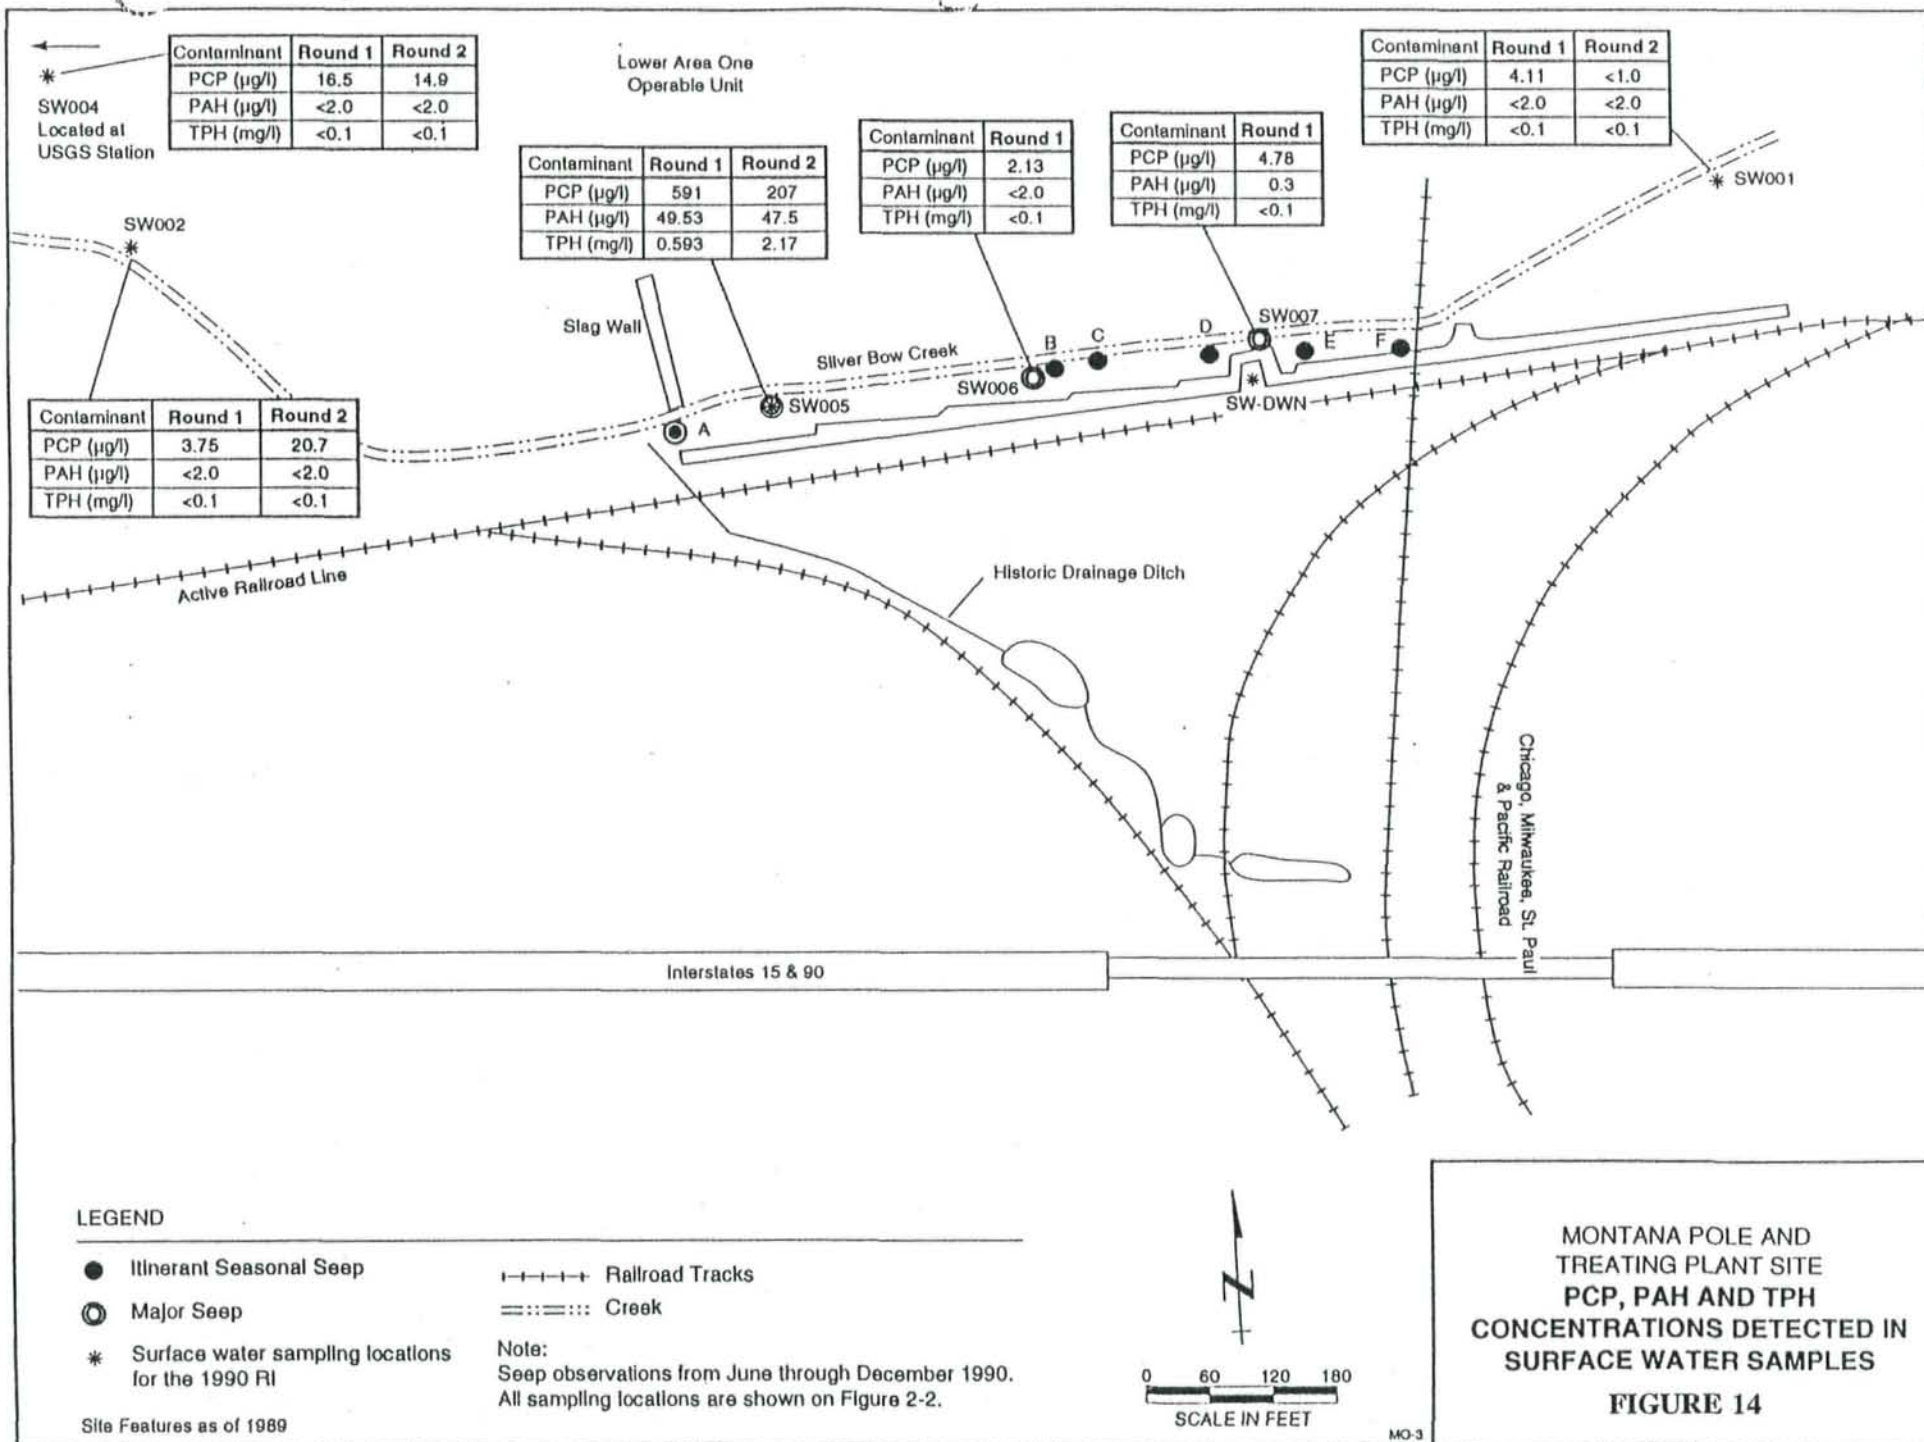 Contaminant Round 1 Round 2
PCP (µg/l) 16.5 14.9
PAH (µg/l) <2.0 <2.0
TPH (mg/l) <0.1 <0.1
SW004
Located at
USGS Station
Lower Area One
Operable Unit
Contaminant Round 1 Round 2
PCP (µg/l) 591 207
PAH (µg/l) 49.53 47.5
TPH (mg/l) 0.593 2.17
Contaminant Round 1
PCP (µg/l) 2.13
PAH (µg/l) <2.0
TPH (mg/l) <0.1
Contaminant Round 1
PCP (µg/l) 4.78
PAH (µg/l) 0.3
TPH (mg/l) <0.1
Contaminant Round 1 Round 2
PCP (µg/l) 4.11 <1.0
PAH (µg/l) <2.0 <2.0
TPH (mg/l) <0.1 <0.1
SW001
SW002
Slag Wall
Silver Bow Creek
SW007
B
C
D
E
F
SW006
SW005
A
SW-DWN
Contaminant Round 1 Round 2
PCP (µg/l) 3.75 20.7
PAH (µg/l) <2.0 <2.0
TPH (mg/l) <0.1 <0.1
Active Railroad Line
Historic Drainage Ditch
Chicago, Milwaukee, St. Paul
& Pacific Railroad
Interstates 15 & 90
LEGEND
Itinerant Seasonal Seep
Major Seep
Surface water sampling locations
for the 1990 RI
Railroad Tracks
Creek
Note:
Seep observations from June through December 1990.
All sampling locations are shown on Figure 2-2.
Site Features as of 1989
N
0 60 120 180
SCALE IN FEET
MO-3
MONTANA POLE AND
TREATING PLANT SITE
PCP, PAH AND TPH
CONCENTRATIONS DETECTED IN
SURFACE WATER SAMPLES
FIGURE 14